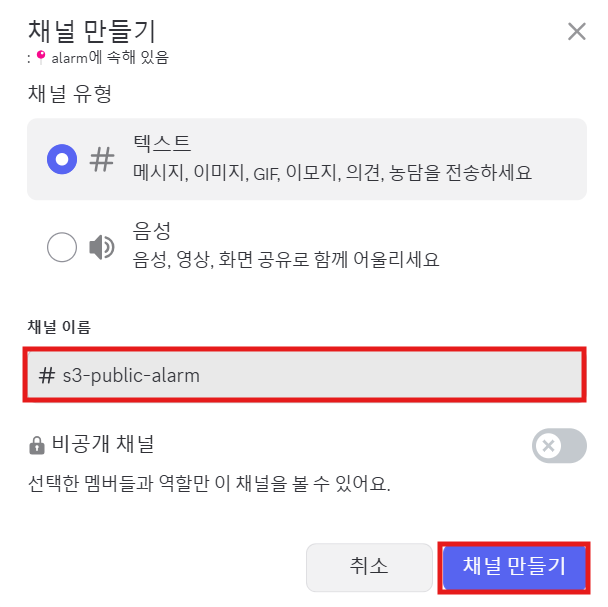 채널 만들기
: 📍 alarm에 속해 있음
채널 유형
텍스트
메시지, 이미지, GIF, 이모지, 의견, 농담을 전송하세요
음성
음성, 영상, 화면 공유로 함께 어울리세요
채널 이름
# s3-public-alarm
비공개 채널
선택한 멤버들과 역할만 이 채널을 볼 수 있어요.
취소
채널 만들기